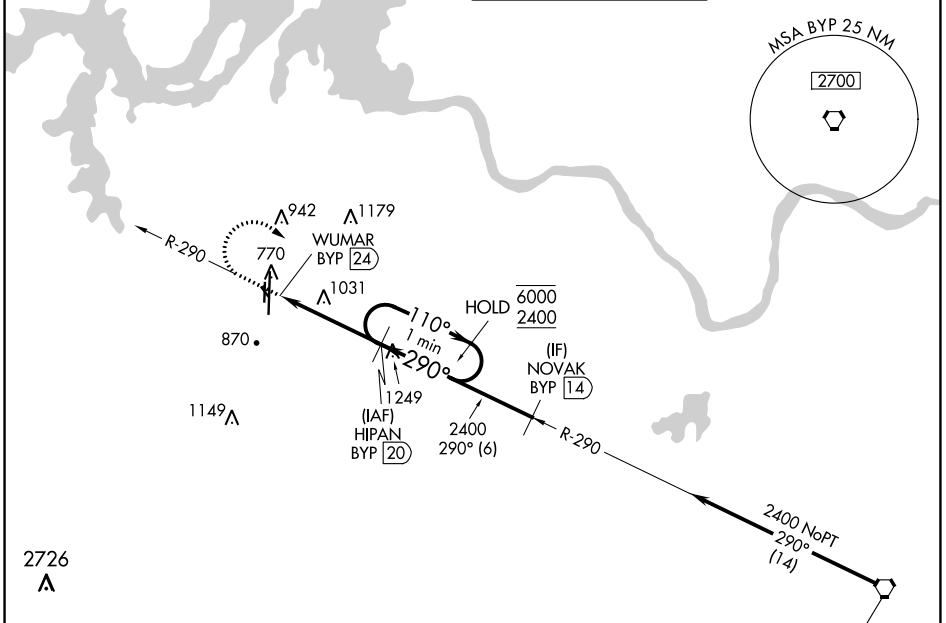 MSA BYP 25 NM
2700
942
1179
R-290
770
WUMAR
BYP 24
1031
870
HOLD
6000
2400
110°
1 min
290°
(IF)
NOVAK
BYP 14
1249
1149
(IAF)
HIPAN
BYP 20
2400
290° (6)
R-290
2400 NoPT
290°
(14)
2726